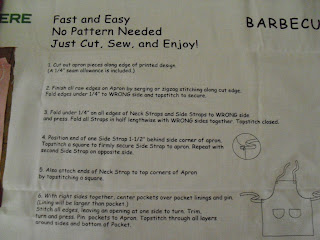 ERE
Fast and Easy
No Pattern Needed
Just Cut, Sew, and Enjoy!
BARBECU
1. Cut out apron pieces along edge of printed design.
(A 1/4" seam allowance is included.)
2. Finish all raw edges on Apron by serging or zigzag stitching along cut edge.
Fold edges under 1/4" to WRONG side and topstitch to secure.
3. Fold under 1/4" on all edges of Neck Straps and Side Straps to WRONG side
and press. Fold all Straps in half lengthwise with WRONG sides together. Topstitch closed.
4. Position end of one Side Strap 1-1/2" behind side corner of apron.
Topstitch a square to firmly secure Side Strap to apron. Repeat with
second Side Strap on opposite side.
5. Also attach ends of Neck Strap to top corners of Apron
by topstitching a square.
6. With right sides together, center pockets over pocket linings and pin.
(Lining will be larger than pocket.)
Stitch all edges, leaving an opening at one side to turn. Trim,
turn and press. Pin pockets to Apron. Topstitch through all layers
around sides and bottom of Pocket.